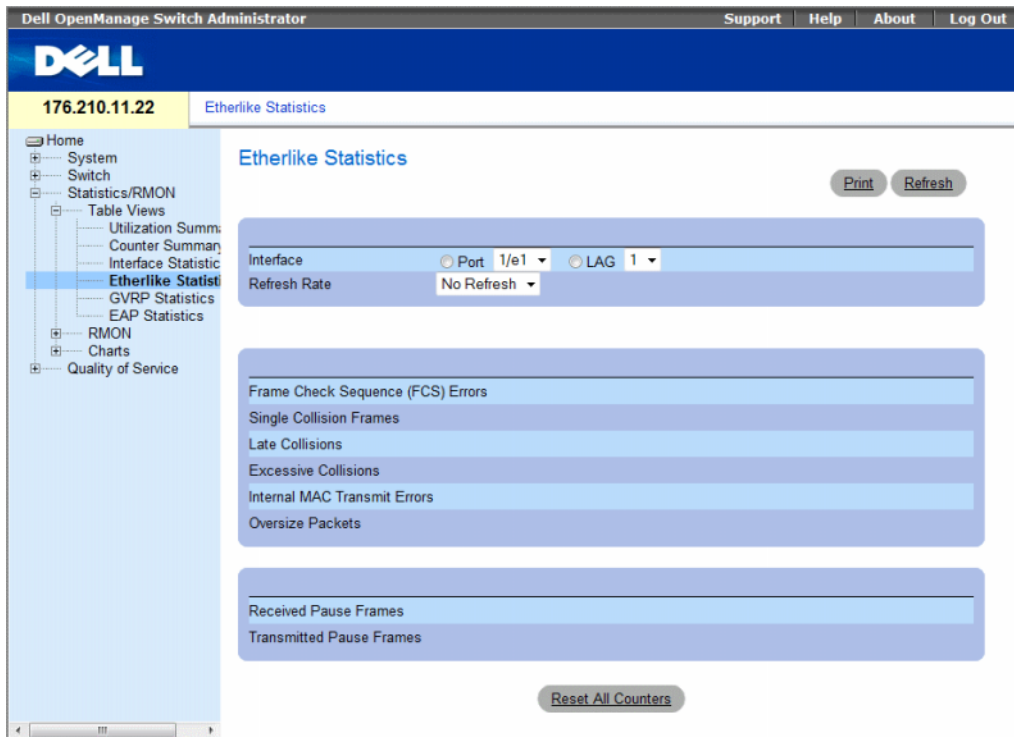 Dell OpenManage Switch Administrator Support Help About Log Out
DELL
176.210.11.22 Etherlike Statistics
Home
System
Switch
Statistics/RMON
Table Views
Utilization Summa
Counter Summary
Interface Statistic
Etherlike Statisti
GVRP Statistics
EAP Statistics
RMON
Charts
Quality of Service
Etherlike Statistics
Print Refresh
Interface Port 1/e1 LAG 1
Refresh Rate No Refresh
Frame Check Sequence (FCS) Errors
Single Collision Frames
Late Collisions
Excessive Collisions
Internal MAC Transmit Errors
Oversize Packets
Received Pause Frames
Transmitted Pause Frames
Reset All Counters